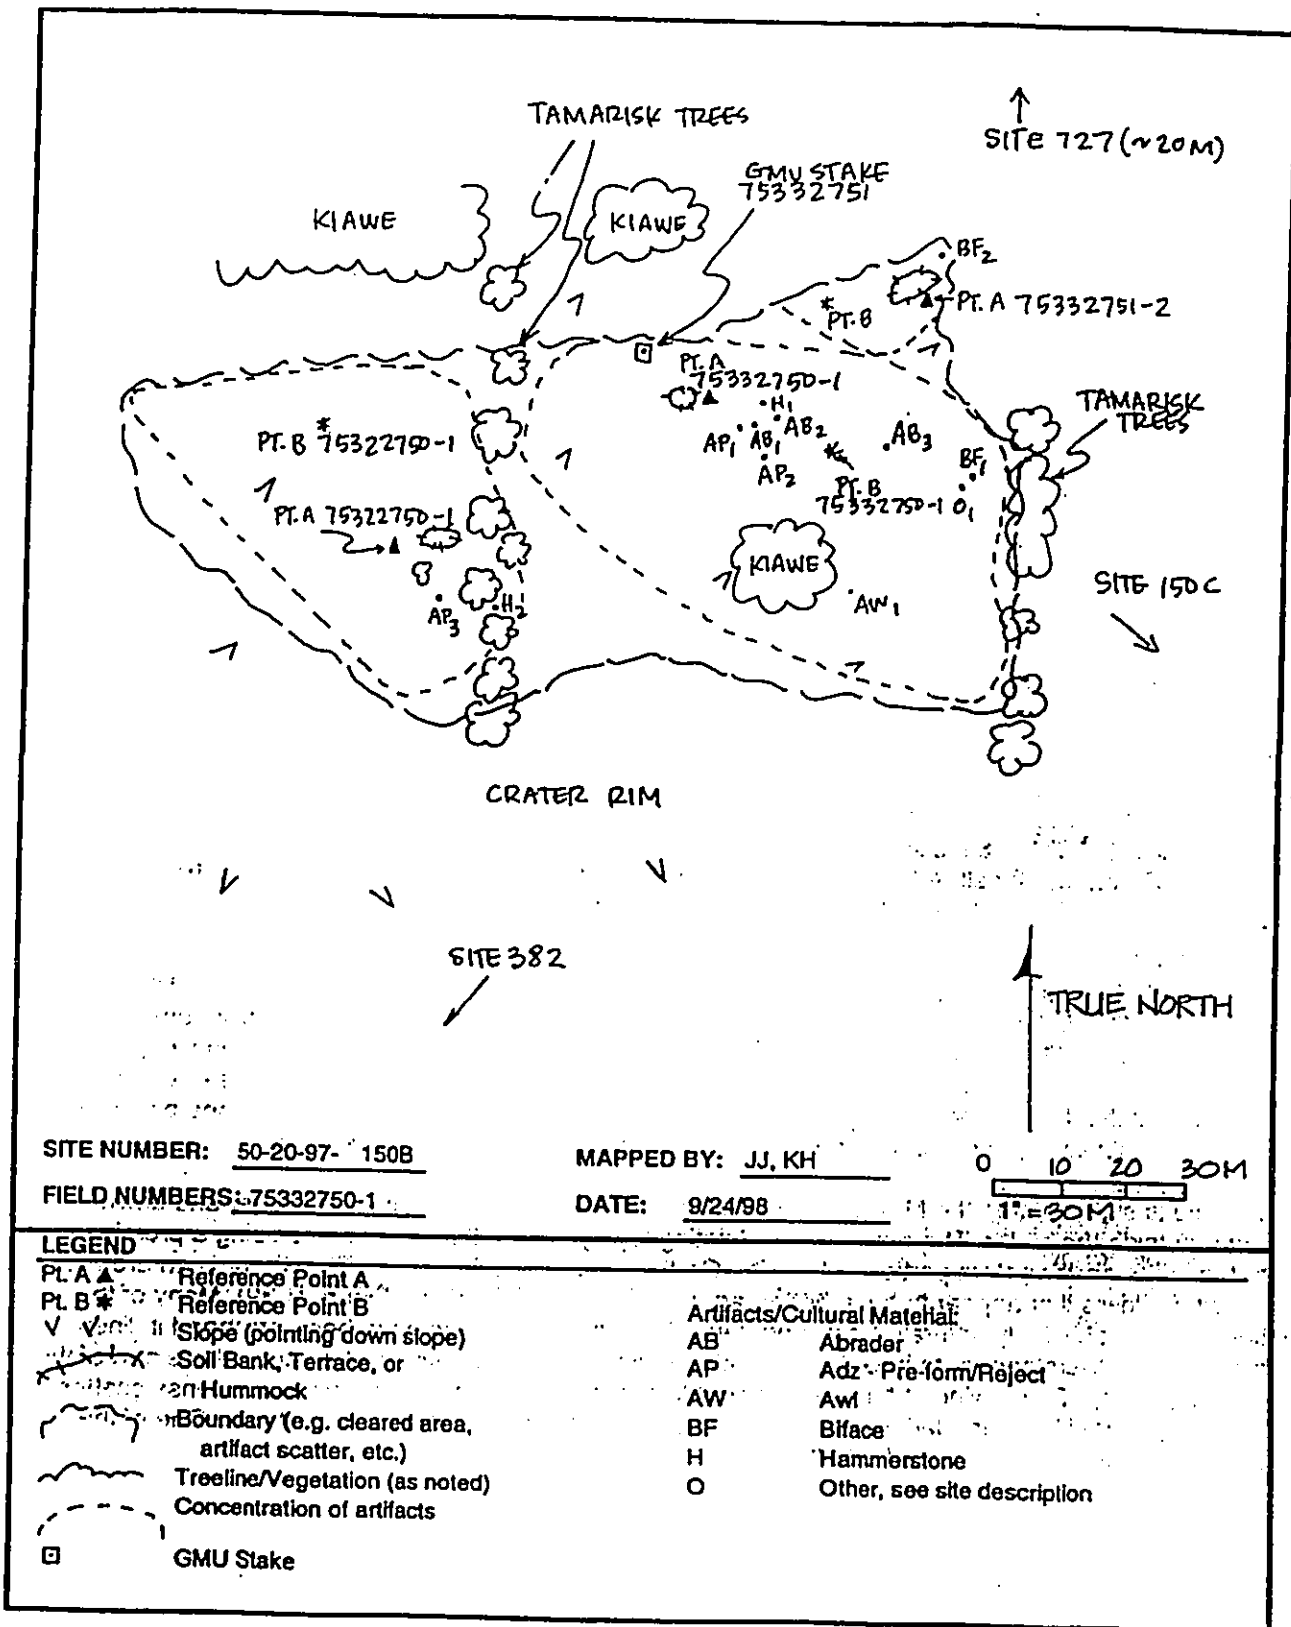 TAMARISK TREES
SITE 727 (~20M)
GMU STAKE
75332751
KIAWE
KIAWE
BF2
PT. A 75332751-2
PT. B
PT. A
75332750-1
TAMARISK
TREES
H1
AP1 AB1 AB2
AB3
AP2
BF1
PT. B 75322750-1
PT. B
75332750-1 O1
PT. A 75322750-1
KIAWE
SITE 150C
AW1
AP3
H2
CRATER RIM
SITE 382
TRUE NORTH
SITE NUMBER: 50-20-97- 150B
MAPPED BY: JJ, KH
0 10 20 30M
FIELD NUMBERS: 75332750-1
DATE: 9/24/98
1" = 30M
LEGEND
Pt. A ▲ Reference Point A
Pt. B * Reference Point B
Slope (pointing down slope)
Soil Bank, Terrace, or
Hummock
Boundary (e.g. cleared area,
artifact scatter, etc.)
Treeline/Vegetation (as noted)
Concentration of artifacts
GMU Stake
Artifacts/Cultural Material:
AB Abrader
AP Adz - Pre-form/Reject
AW Awl
BF Biface
H Hammerstone
O Other, see site description